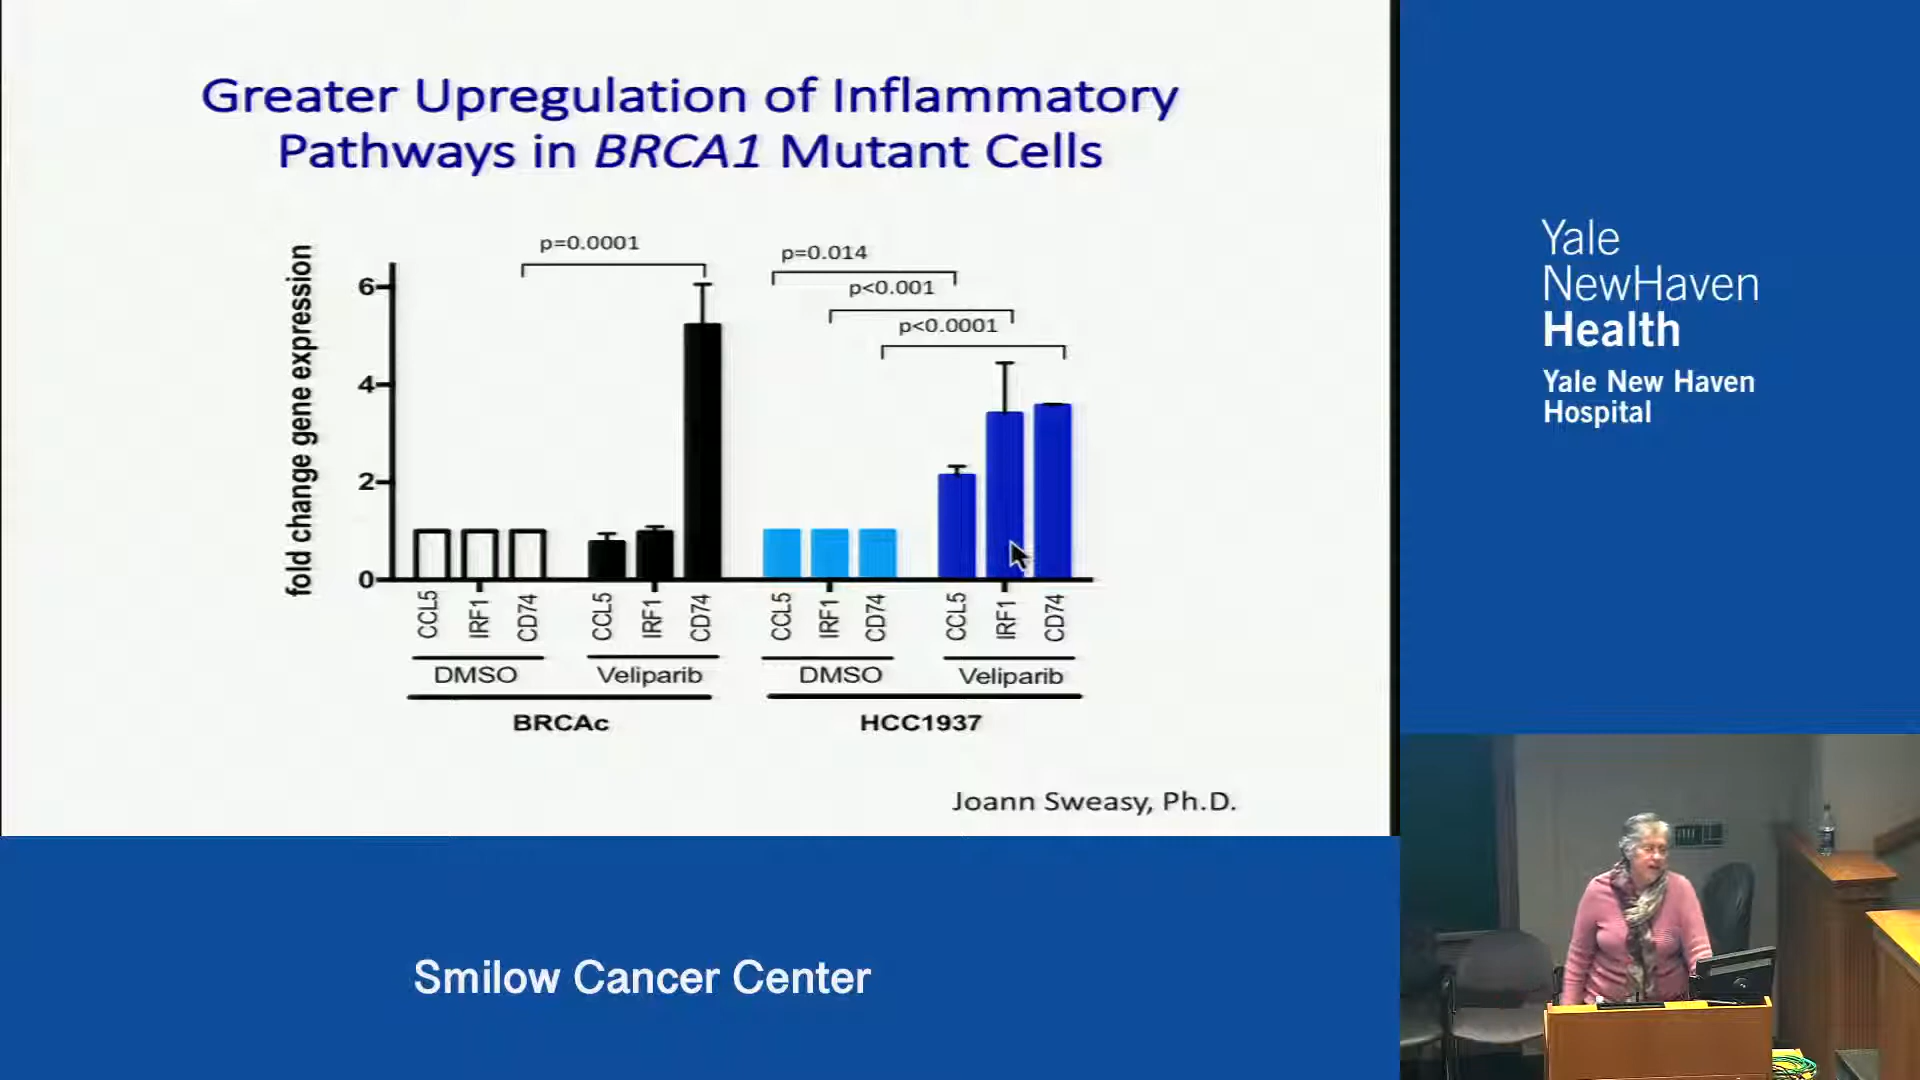 Greater Upregulation of Inflammatory
Pathways in BRCA1 Mutant Cells
fold change gene expression
6
4
2
0
p=0.0001
p=0.014
p<0.001
p<0.0001
CCL5 IRF1 CD74 CCL5 IRF1 CD74 CCL5 IRF1 CD74 CCL5 IRF1 CD74
DMSO Veliparib DMSO Veliparib
BRCAc HCC1937
Joann Sweasy, Ph.D.
Yale
NewHaven
Health
Yale New Haven
Hospital
Smilow Cancer Center